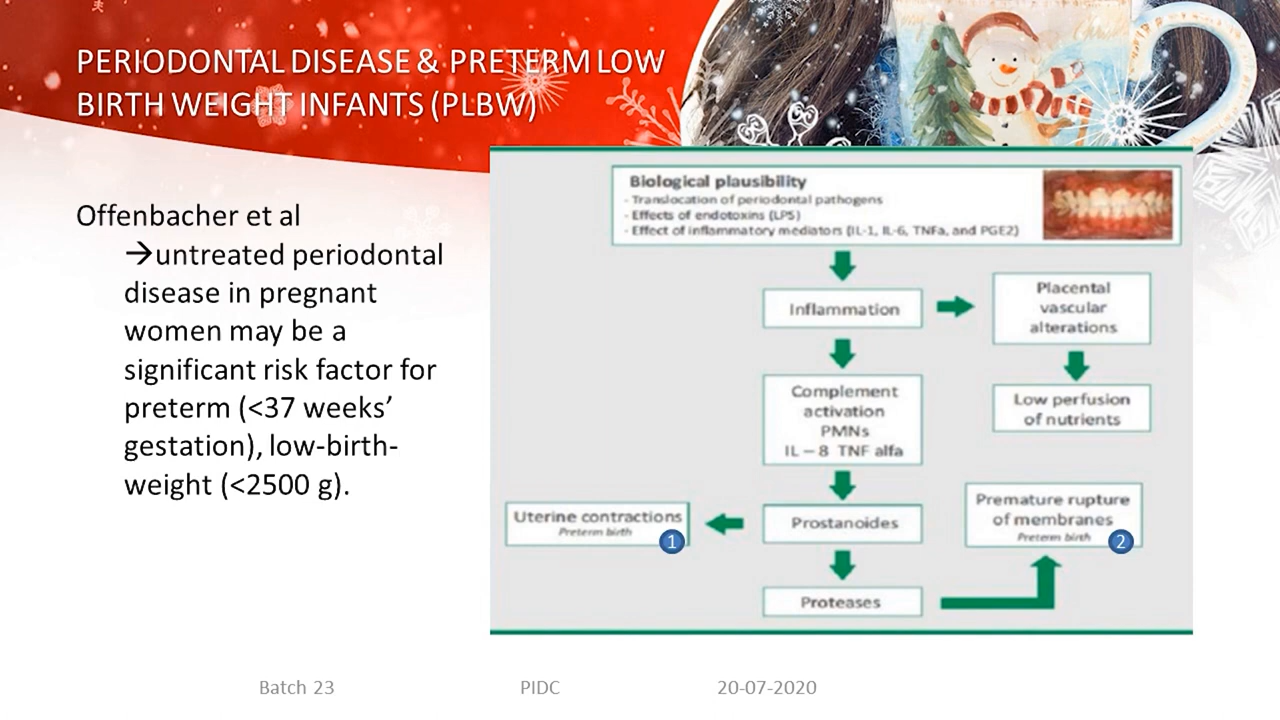 PERIODONTAL DISEASE & PRETERM LOW
BIRTH WEIGHT INFANTS (PLBW)
Offenbacher et al
→untreated periodontal
disease in pregnant
women may be a
significant risk factor for
preterm (<37 weeks’
gestation), low-birth-
weight (<2500 g).
Biological plausibility
- Translocation of periodontal pathogens
- Effects of endotoxins (LPS)
- Effect of inflammatory mediators (IL-1, IL-6, TNFa, and PGE2)
Inflammation
Placental
vascular
alterations
Complement
activation
PMNs
IL – 8 TNF alfa
Low perfusion
of nutrients
Uterine contractions
Preterm birth
1
Prostanoides
Premature rupture
of membranes
Preterm birth
2
Proteases
Batch 23 PIDC 20-07-2020